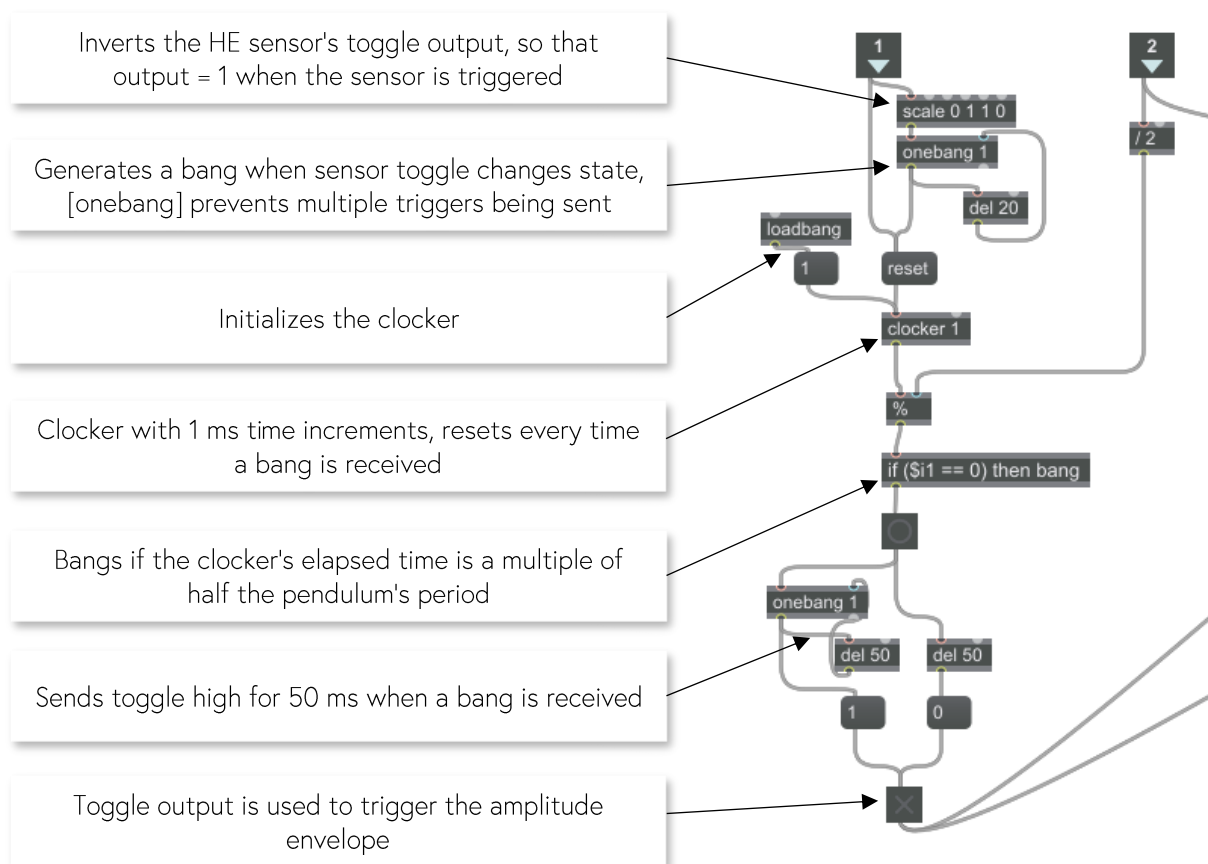 Inverts the HE sensor's toggle output, so that
output = 1 when the sensor is triggered
Generates a bang when sensor toggle changes state,
[onebang] prevents multiple triggers being sent
Initializes the clocker
Clocker with 1 ms time increments, resets every time
a bang is received
Bangs if the clocker's elapsed time is a multiple of
half the pendulum's period
Sends toggle high for 50 ms when a bang is received
Toggle output is used to trigger the amplitude
envelope
1
2
scale 0 1 1 0
/ 2
onebang 1
del 20
loadbang
1
reset
clocker 1
%
if ($i1 == 0) then bang
onebang 1
del 50
del 50
1
0